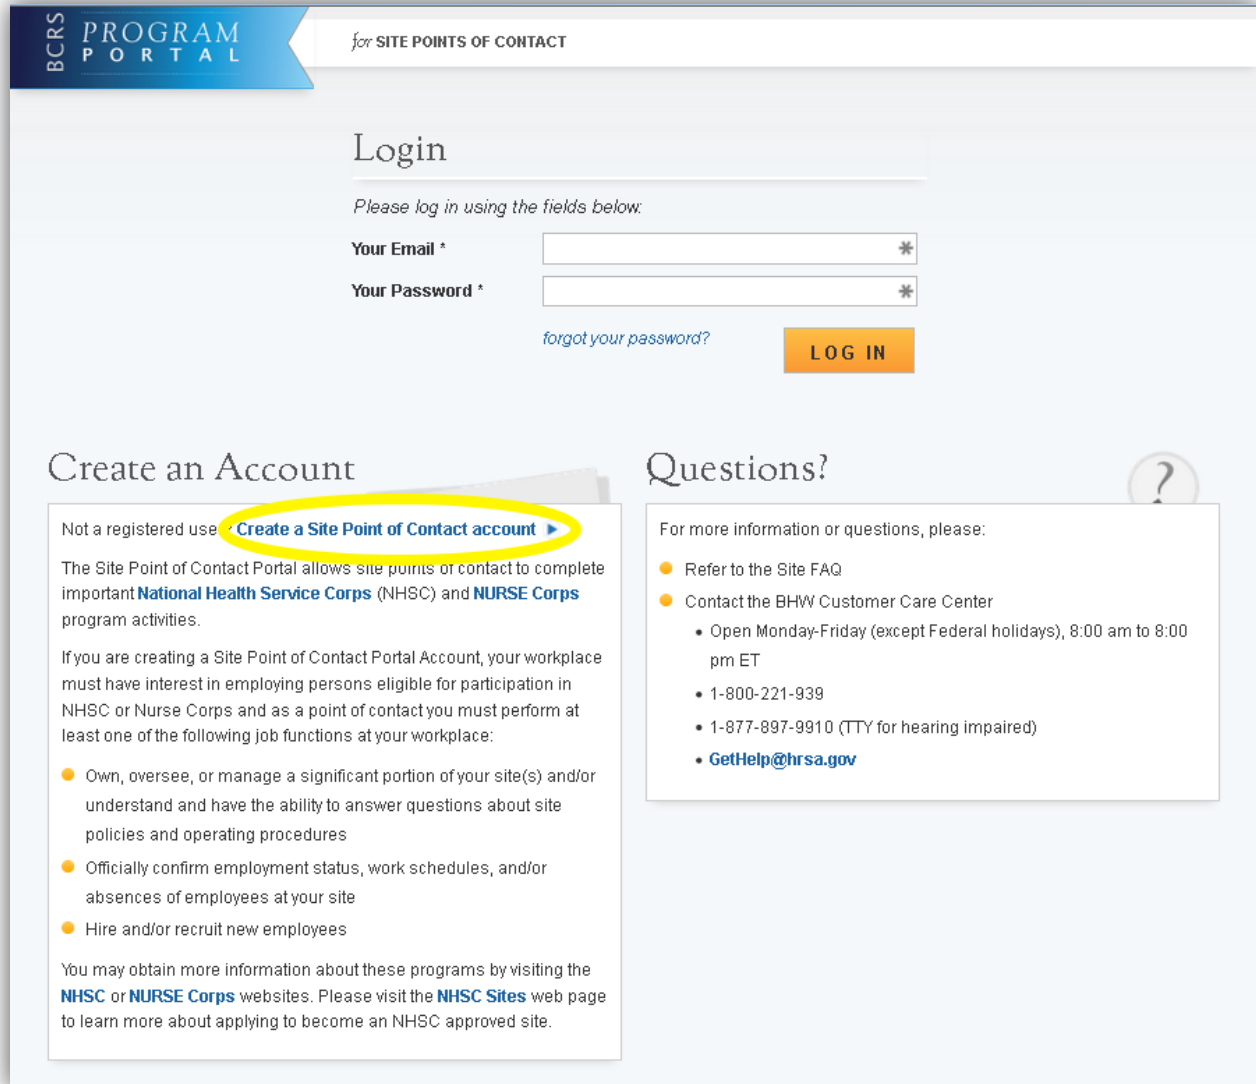 BCRS
PROGRAM
PORTAL
for SITE POINTS OF CONTACT
Login
Please log in using the fields below:
Your Email *
Your Password *
forgot your password?
LOG IN
Create an Account
Not a registered use
Create a Site Point of Contact account
The Site Point of Contact Portal allows site points of contact to complete
important National Health Service Corps (NHSC) and NURSE Corps
program activities.
If you are creating a Site Point of Contact Portal Account, your workplace
must have interest in employing persons eligible for participation in
NHSC or Nurse Corps and as a point of contact you must perform at
least one of the following job functions at your workplace:
Own, oversee, or manage a significant portion of your site(s) and/or
understand and have the ability to answer questions about site
policies and operating procedures
Officially confirm employment status, work schedules, and/or
absences of employees at your site
Hire and/or recruit new employees
You may obtain more information about these programs by visiting the
NHSC or NURSE Corps websites. Please visit the NHSC Sites web page
to learn more about applying to become an NHSC approved site.
Questions?
?
For more information or questions, please:
Refer to the Site FAQ
Contact the BHW Customer Care Center
• Open Monday-Friday (except Federal holidays), 8:00 am to 8:00
pm ET
• 1-800-221-939
• 1-877-897-9910 (TTY for hearing impaired)
• GetHelp@hrsa.gov